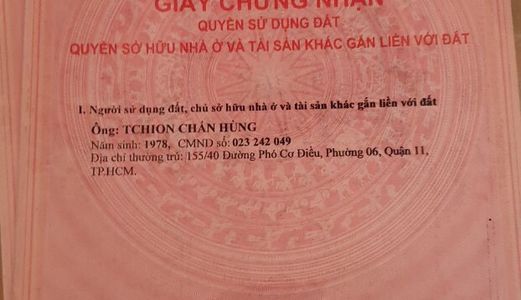 GIẤY CHỨNG NHẬN
QUYỀN SỬ DỤNG ĐẤT
QUYỀN SỞ HỮU NHÀ Ở VÀ TÀI SẢN KHÁC GẮN LIỀN VỚI ĐẤT
I. Người sử dụng đất, chủ sở hữu nhà ở và tài sản khác gắn liền với đất
Ông: TCHION CHÁN HÙNG
Năm sinh: 1978, CMND số: 023 242 049
Địa chỉ thường trú: 155/40 Đường Phó Cơ Điều, Phường 06, Quận 11,
TP.HCM.